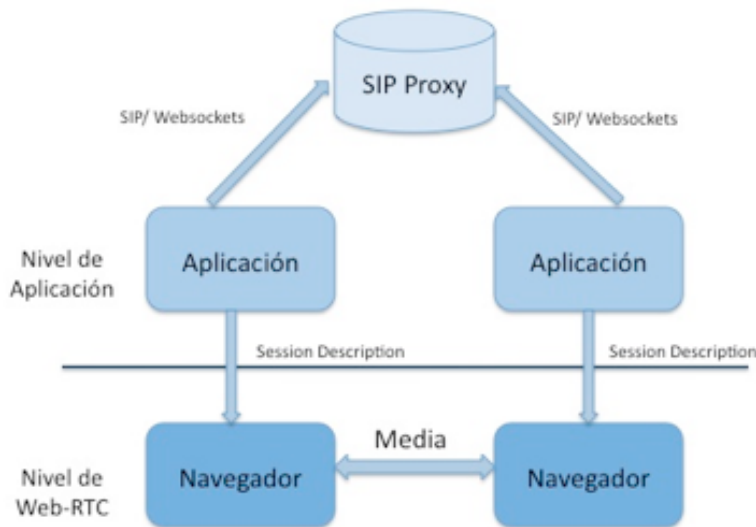 SIP Proxy
SIP/ Websockets
SIP/ Websockets
Nivel de
Aplicación
Aplicación
Aplicación
Session Description
Session Description
Nivel de
Web-RTC
Navegador
Media
Navegador